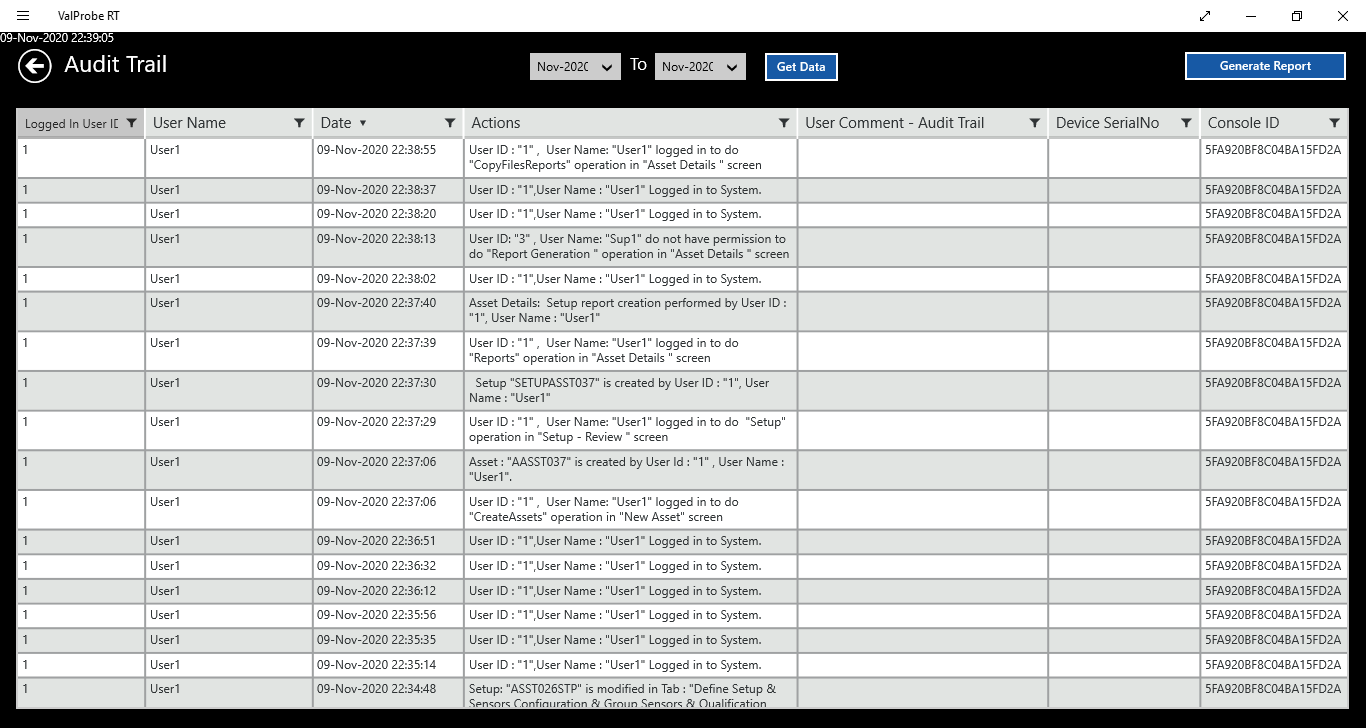 ValProbe RT
09-Nov-2020 22:39:05
Audit Trail
Nov-202 To Nov-202 Get Data Generate Report
Logged In User ID User Name Date Actions User Comment - Audit Trail Device SerialNo Console ID
1 User1 09-Nov-2020 22:38:55 User ID : "1" , User Name: "User1" logged in to do 5FA920BF8C04BA15FD2A
"CopyFilesReports" operation in "Asset Details " screen
1 User1 09-Nov-2020 22:38:37 User ID : "1",User Name : "User1" Logged in to System. 5FA920BF8C04BA15FD2A
1 User1 09-Nov-2020 22:38:20 User ID : "1",User Name : "User1" Logged in to System. 5FA920BF8C04BA15FD2A
1 User1 09-Nov-2020 22:38:13 User ID: "3" , User Name: "Sup1" do not have permission to 5FA920BF8C04BA15FD2A
do "Report Generation " operation in "Asset Details " screen
1 User1 09-Nov-2020 22:38:02 User ID : "1",User Name : "User1" Logged in to System. 5FA920BF8C04BA15FD2A
1 User1 09-Nov-2020 22:37:40 Asset Details: Setup report creation performed by User ID : 5FA920BF8C04BA15FD2A
"1", User Name : "User1"
1 User1 09-Nov-2020 22:37:39 User ID : "1" , User Name: "User1" logged in to do 5FA920BF8C04BA15FD2A
"Reports" operation in "Asset Details " screen
1 User1 09-Nov-2020 22:37:30 Setup "SETUPASST037" is created by User ID : "1", User 5FA920BF8C04BA15FD2A
Name : "User1"
1 User1 09-Nov-2020 22:37:29 User ID : "1" , User Name: "User1" logged in to do "Setup" 5FA920BF8C04BA15FD2A
operation in "Setup - Review " screen
1 User1 09-Nov-2020 22:37:06 Asset : "AASST037" is created by User Id : "1" , User Name : 5FA920BF8C04BA15FD2A
"User1".
1 User1 09-Nov-2020 22:37:06 User ID : "1" , User Name: "User1" logged in to do 5FA920BF8C04BA15FD2A
"CreateAssets" operation in "New Asset" screen
1 User1 09-Nov-2020 22:36:51 User ID : "1",User Name : "User1" Logged in to System. 5FA920BF8C04BA15FD2A
1 User1 09-Nov-2020 22:36:32 User ID : "1",User Name : "User1" Logged in to System. 5FA920BF8C04BA15FD2A
1 User1 09-Nov-2020 22:36:12 User ID : "1",User Name : "User1" Logged in to System. 5FA920BF8C04BA15FD2A
1 User1 09-Nov-2020 22:35:56 User ID : "1",User Name : "User1" Logged in to System. 5FA920BF8C04BA15FD2A
1 User1 09-Nov-2020 22:35:35 User ID : "1",User Name : "User1" Logged in to System. 5FA920BF8C04BA15FD2A
1 User1 09-Nov-2020 22:35:14 User ID : "1",User Name : "User1" Logged in to System. 5FA920BF8C04BA15FD2A
1 User1 09-Nov-2020 22:34:48 Setup: "ASST026STP" is modified in Tab : "Define Setup & 5FA920BF8C04BA15FD2A
Sensors Configuration & Group Sensors & Qualification